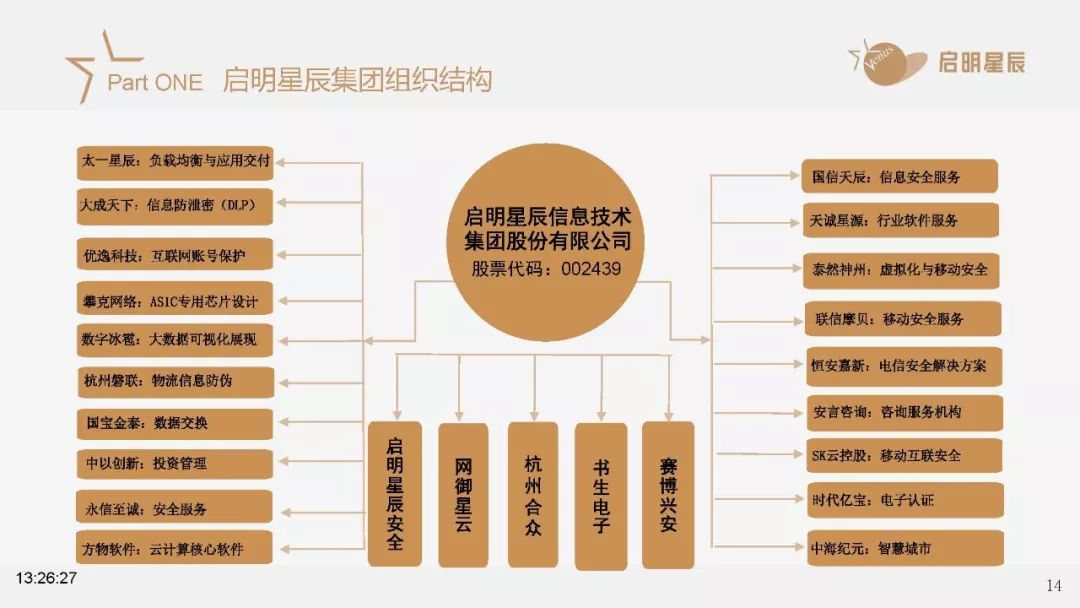 Part ONE 启明星辰集团组织结构
Venus 启明星辰
太一星辰：负载均衡与应用交付
大成天下：信息防泄密（DLP）
优逸科技：互联网账号保护
攀克网络：ASIC专用芯片设计
数字冰雹：大数据可视化展现
杭州磐联：物流信息防伪
国宝金泰：数据交换
中以创新：投资管理
永信至诚：安全服务
方物软件：云计算核心软件
启明星辰信息技术
集团股份有限公司
股票代码：002439
启明星辰安全
网御星云
杭州合众
书生电子
赛博兴安
国信天辰：信息安全服务
天诚星源：行业软件服务
泰然神州：虚拟化与移动安全
联信摩贝：移动安全服务
恒安嘉新：电信安全解决方案
安言咨询：咨询服务机构
SK云控股：移动互联安全
时代亿宝：电子认证
中海纪元：智慧城市
13:26:27
14